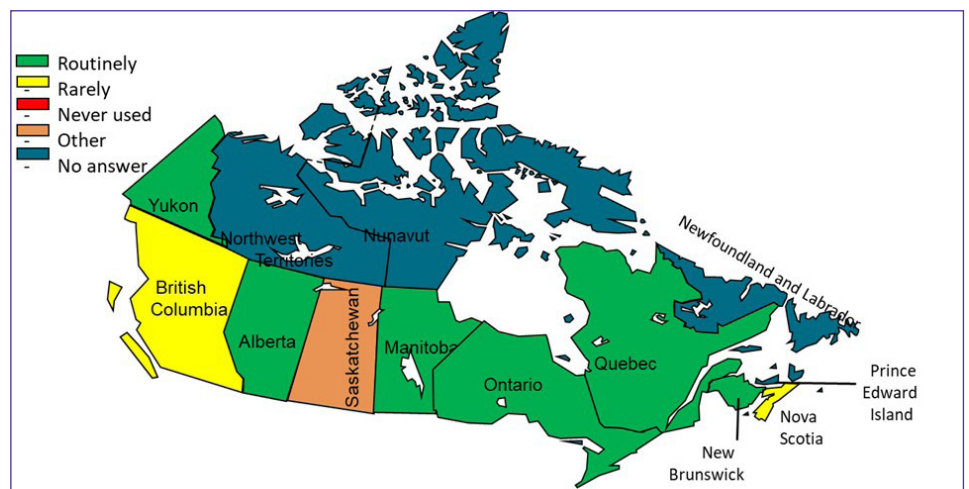 Routinely
Rarely
-
Never used
-
Other
-
No answer
-
Yukon
Northwest
Territories
Nunavut
Newfoundland and Labrador
British
Columbia
Alberta
Saskatchewan
Manitoba
Ontario
Quebec
Prince
Edward
Island
Nova
Scotia
New
Brunswick